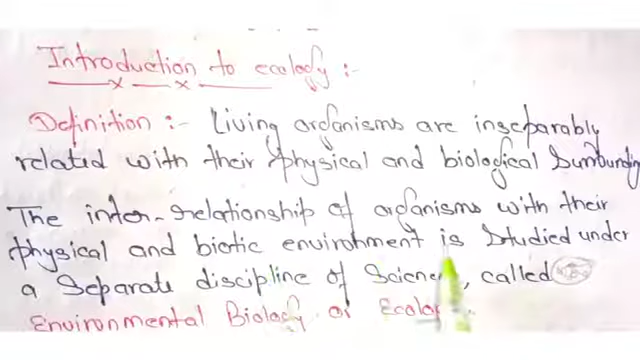 Introduction to ecology :-
Definition :- Living organisms are inseparably
related with their physical and biological Surrounding
The inter-relationship of organisms with their
physical and biotic environment is studied under
a Separate discipline of Science, called
Environmental Biology or Ecology.